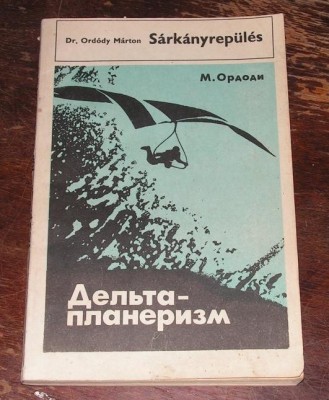 Dr, Ordódy Márton Sárkányrepülés
М. Ордоди
Дельта-
планеризм